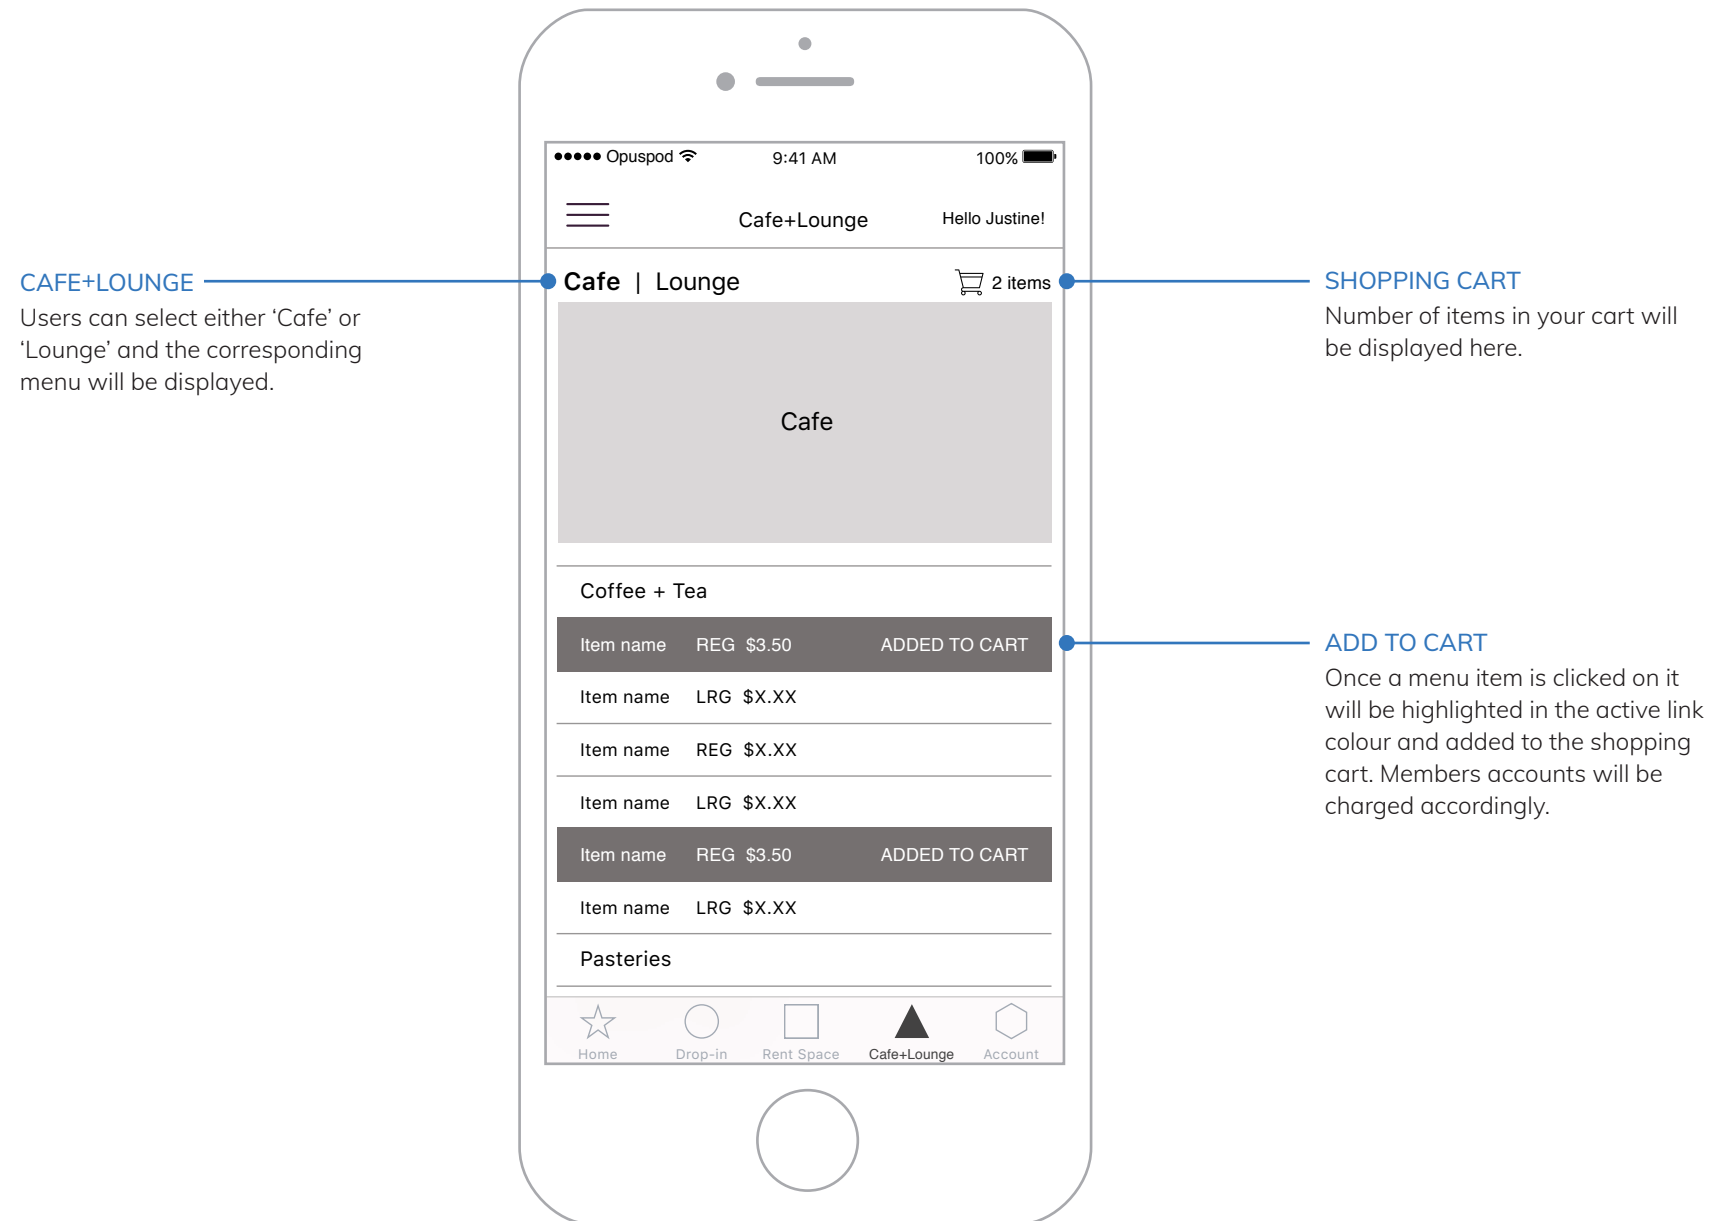 Opuspod
9:41 AM
100%
Cafe+Lounge
Hello Justine!
CAFE+LOUNGE
Users can select either ‘Cafe’ or
‘Lounge’ and the corresponding
menu will be displayed.
Cafe | Lounge
2 items
SHOPPING CART
Number of items in your cart will
be displayed here.
Cafe
Coffee + Tea
Item name REG $3.50 ADDED TO CART
Item name LRG $X.XX
Item name REG $X.XX
Item name LRG $X.XX
Item name REG $3.50 ADDED TO CART
Item name LRG $X.XX
Pasteries
ADD TO CART
Once a menu item is clicked on it
will be highlighted in the active link
colour and added to the shopping
cart. Members accounts will be
charged accordingly.
Home
Drop-in
Rent Space
Cafe+Lounge
Account